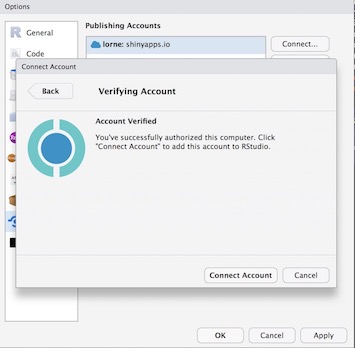 Options
General
Publishing Accounts
Code
lorne: shinyapps.io
Connect...
Connect Account
Back
Verifying Account
Account Verified
You've successfully authorized this computer. Click
"Connect Account" to add this account to RStudio.
Connect Account
Cancel
OK
Cancel
Apply